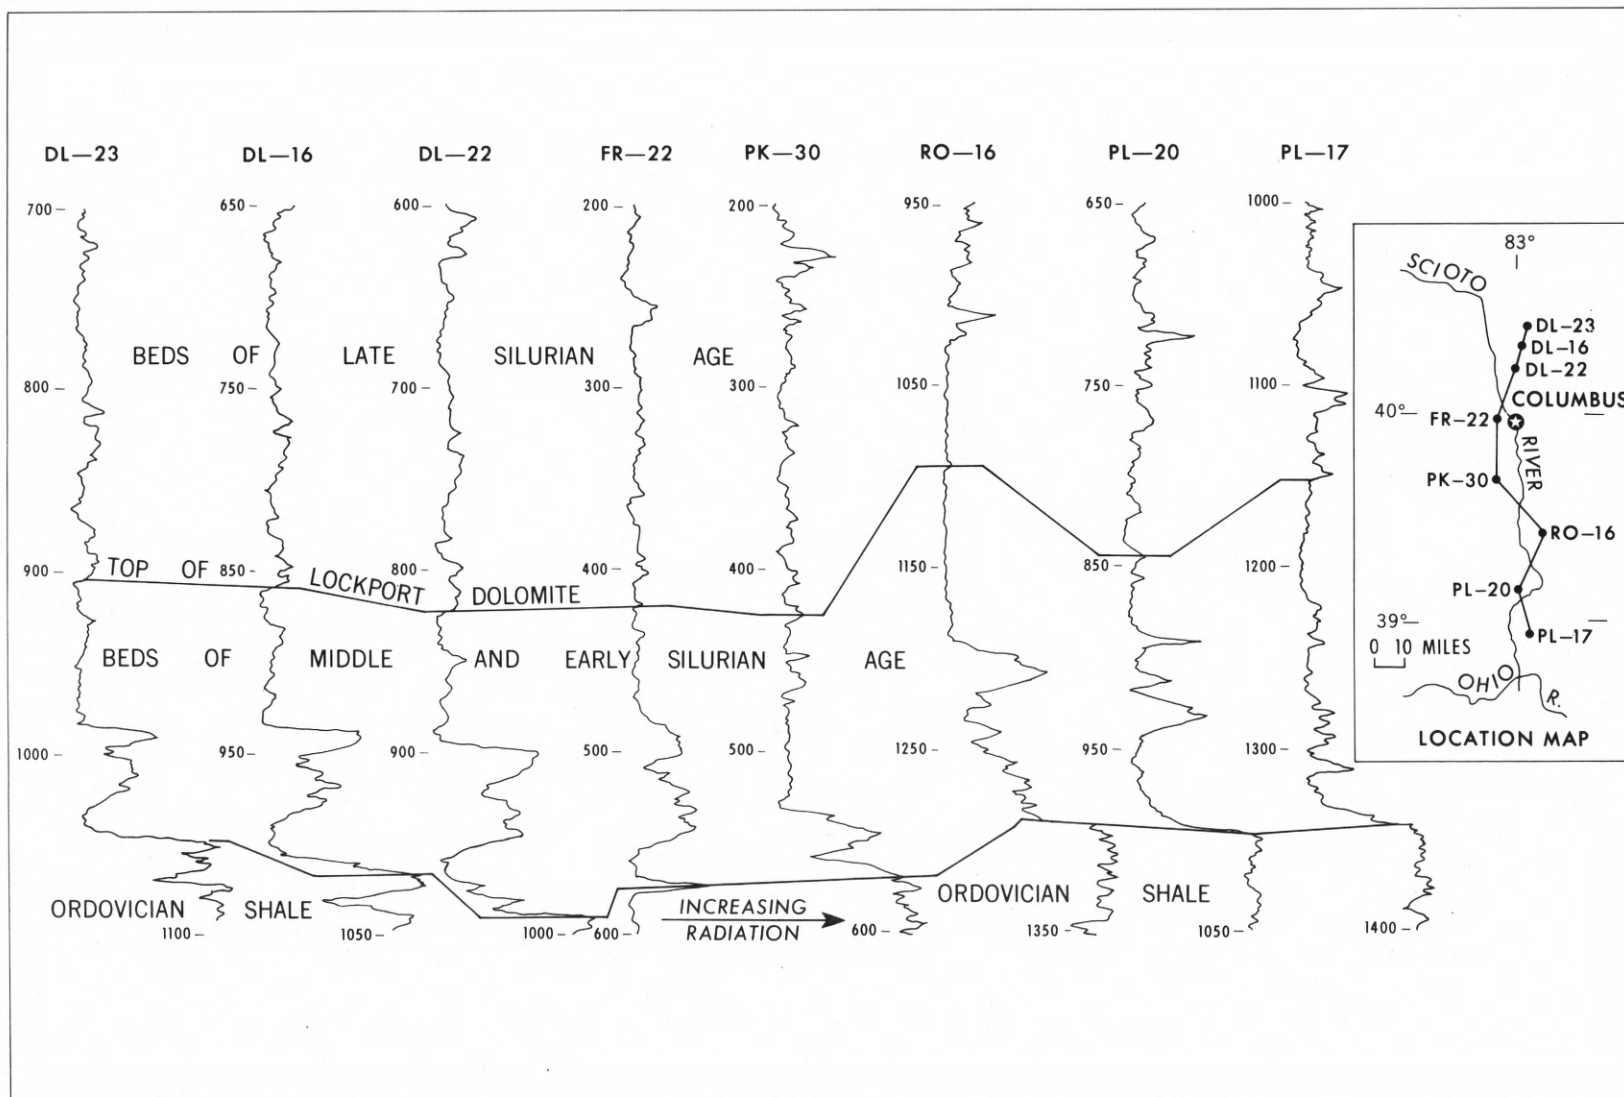 DL—23 DL—16 DL—22 FR—22 PK—30 RO—16 PL—20 PL—17
700 650 600 200 200 950 650 1000
83°
SCIOTO
DL—23
DL—16
BEDS OF LATE SILURIAN AGE
DL—22
800 750 700 300 300 1050 750 1100
COLUMBUS
40°
FR—22
RIVER
PK—30
RO—16
900 TOP OF 850 LOCKPORT 800 DOLOMITE 400 400 1150 850 1200
PL—20
39°
PL—17
0 10 MILES
BEDS OF MIDDLE AND EARLY SILURIAN AGE
OHIO R.
1000 950 900 500 500 1250 950 1300
LOCATION MAP
ORDOVICIAN SHALE
INCREASING
RADIATION
ORDOVICIAN SHALE
1100 1050 1000 600 600 1350 1050 1400